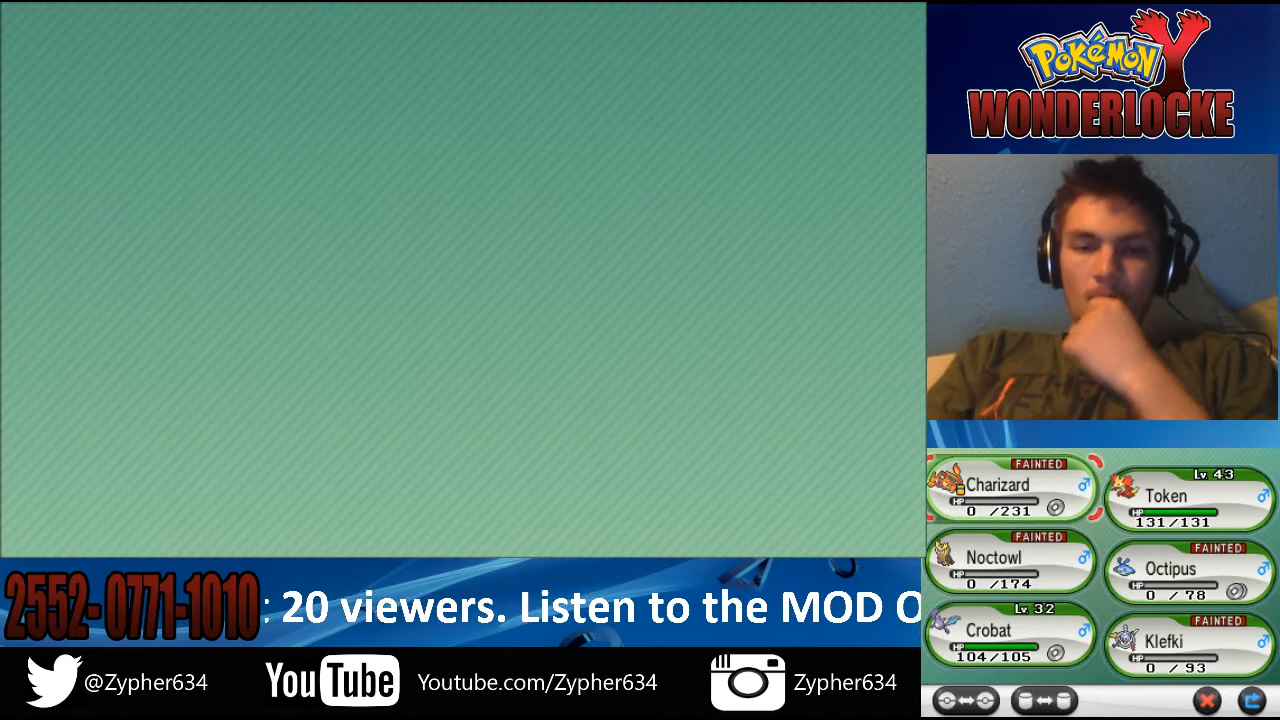 POKéMON Y
WONDERLOCKE
FAINTED
Charizard ♂
HP
0 /231
Lv. 43
Token ♂
HP
131/131
FAINTED
Noctowl ♂
HP
0 /174
FAINTED
Octipus ♂
HP
0 / 78
Lv. 32
Crobat ♂
HP
104/105
FAINTED
Klefki ♂
HP
0 / 93
2552-0771-1010
: 20 viewers. Listen to the MOD O
@Zypher634
YouTube
Youtube.com/Zypher634
Zypher634